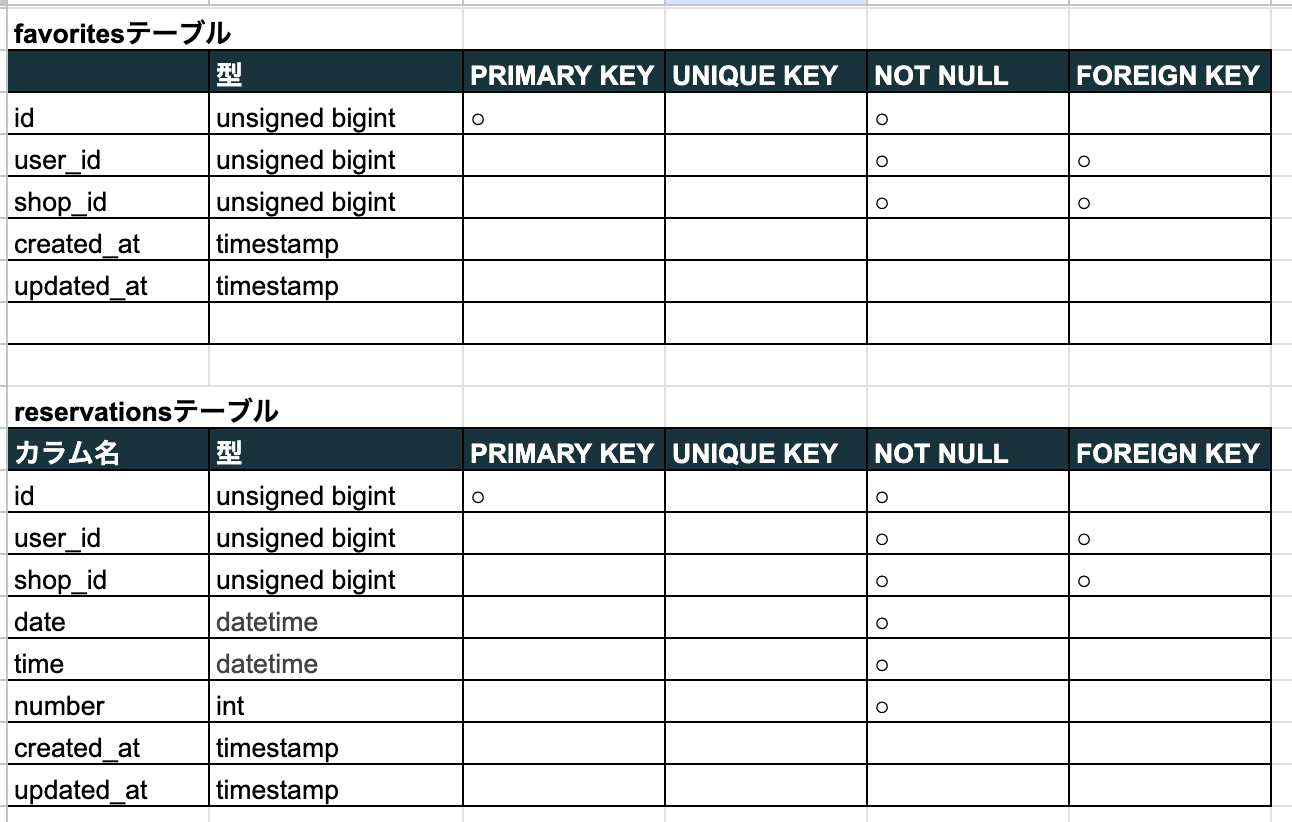 favoritesテーブル
型 PRIMARY KEY UNIQUE KEY NOT NULL FOREIGN KEY
id unsigned bigint ○ ○
user_id unsigned bigint ○ ○
shop_id unsigned bigint ○ ○
created_at timestamp
updated_at timestamp
reservationsテーブル
カラム名 型 PRIMARY KEY UNIQUE KEY NOT NULL FOREIGN KEY
id unsigned bigint ○ ○
user_id unsigned bigint ○ ○
shop_id unsigned bigint ○ ○
date datetime ○
time datetime ○
number int ○
created_at timestamp
updated_at timestamp